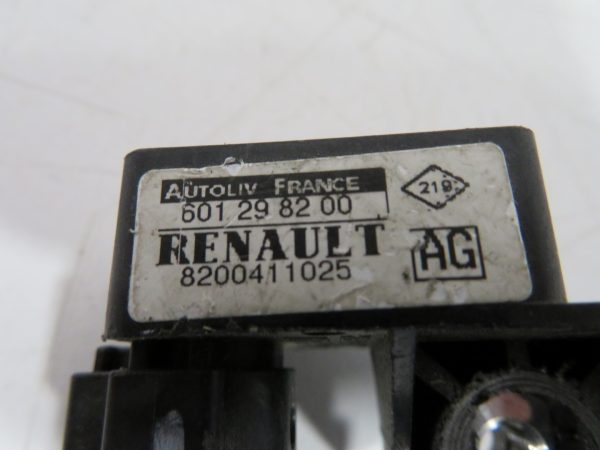 AUTOLIV FRANCE
219
601 29 82 00
RENAULT
AG
8200411025